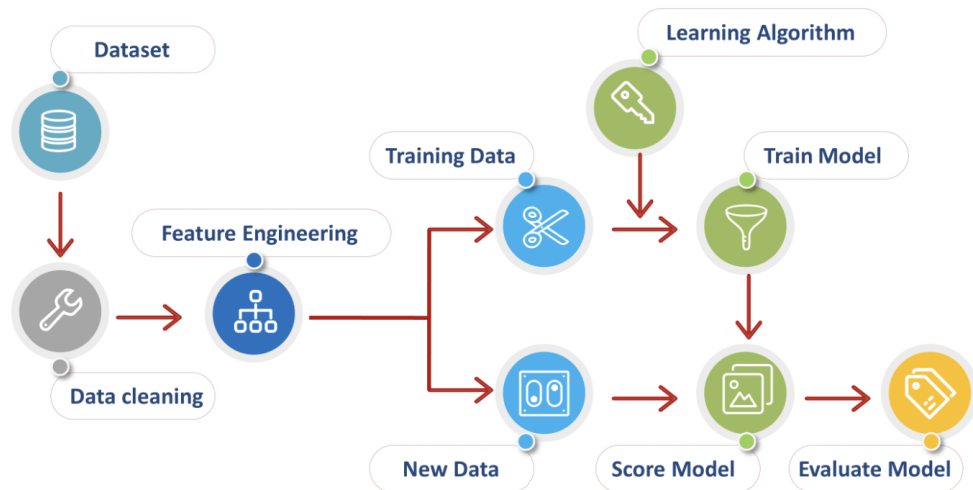 Dataset
Learning Algorithm
Training Data
Train Model
Feature Engineering
Data cleaning
New Data
Score Model
Evaluate Model